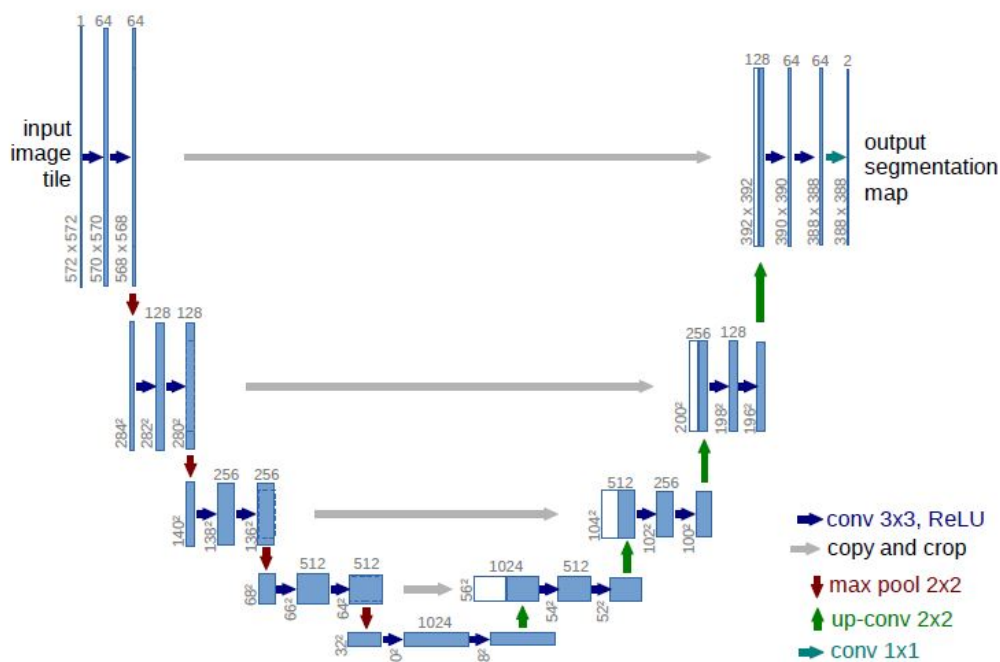 1 64 64
input
image
tile
572 x 572
570 x 570
568 x 568
128 64 64 2
output
segmentation
map
392 x 392
390 x 390
388 x 388
388 x 388
128 128
284²
282²
280²
256 128
200²
198²
196²
256 256
140²
138²
136²
512 256
104²
102²
100²
512 512
68²
66²
64²
1024 512
56²
54²
52²
1024
32²
0²
8²
conv 3x3, ReLU
copy and crop
max pool 2x2
up-conv 2x2
conv 1x1